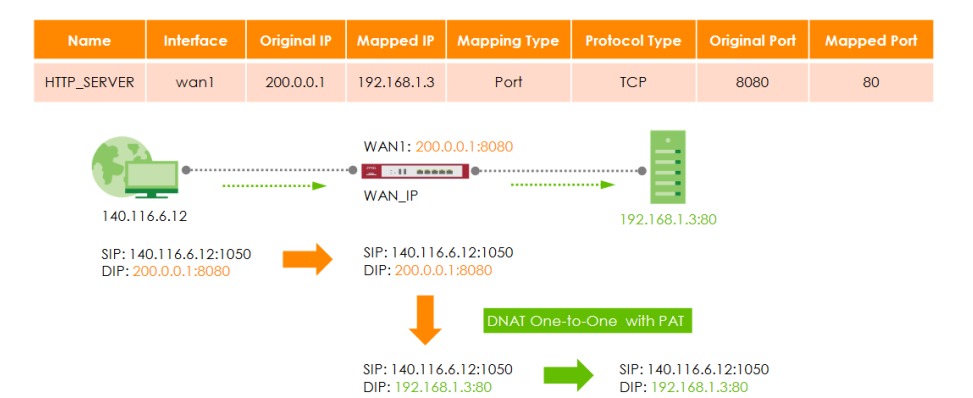 Name Interface Original IP Mapped IP Mapping Type Protocol Type Original Port Mapped Port
HTTP_SERVER wan1 200.0.0.1 192.168.1.3 Port TCP 8080 80
WAN1: 200.0.0.1:8080
WAN_IP
140.116.6.12
192.168.1.3:80
SIP: 140.116.6.12:1050
DIP: 200.0.0.1:8080
SIP: 140.116.6.12:1050
DIP: 200.0.0.1:8080
DNAT One-to-One with PAT
SIP: 140.116.6.12:1050
DIP: 192.168.1.3:80
SIP: 140.116.6.12:1050
DIP: 192.168.1.3:80